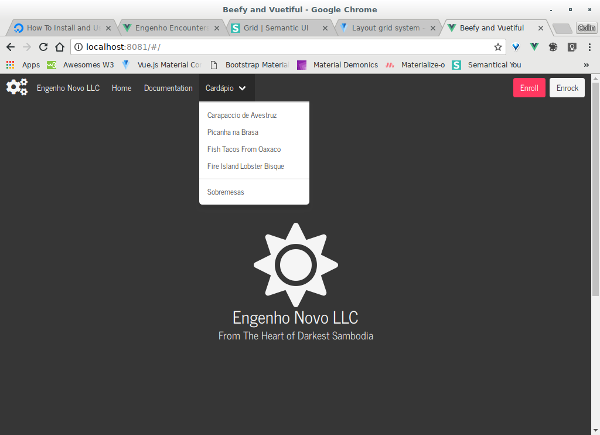 Beefy and Vuetiful - Google Chrome
How To Install and U
Engenho Encounter
Grid | Semantic UI
Layout grid system
Beefy and Vuetiful
localhost:8081/#/
Apps
Awesomes W3
Vue.js Material Co
Bootstrap Material
Material Demonics
Materialize-o
Semantical You
»
Engenho Novo LLC
Home
Documentation
Cardápio
Enroll
Enrock
Carapaccio de Avestruz
Picanha na Brasa
Fish Tacos From Oaxaco
Fire Island Lobster Bisque
Sobremesas
Engenho Novo LLC
From The Heart of Darkest Sambodia